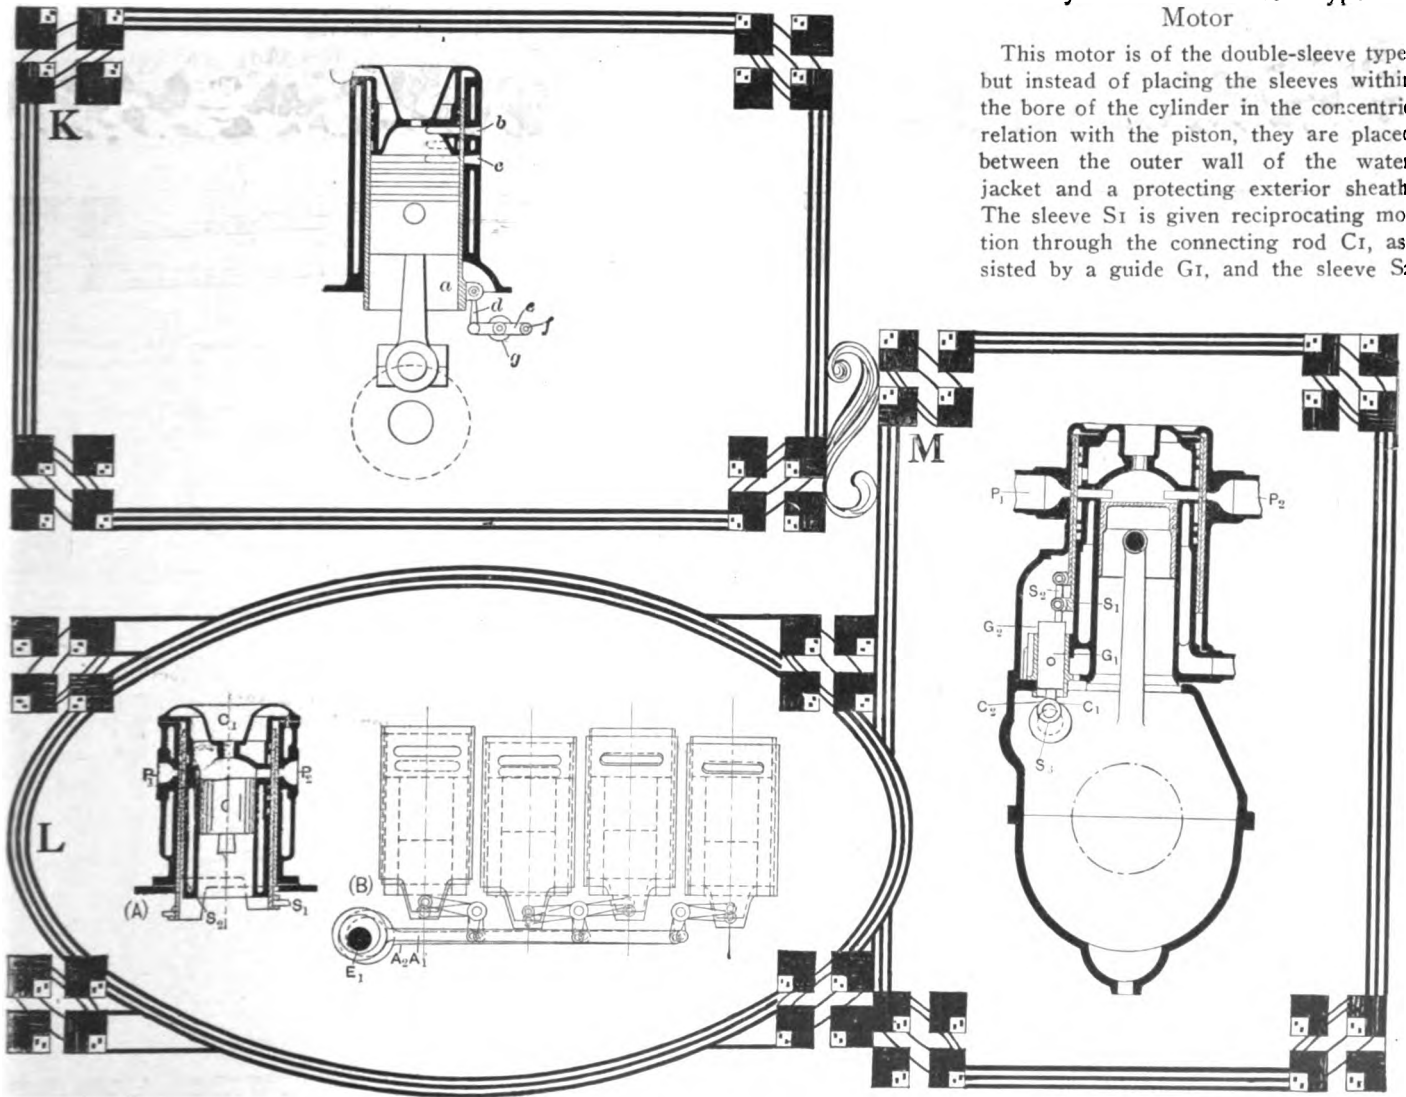 Motor
This motor is of the double-sleeve type
but instead of placing the sleeves within
the bore of the cylinder in the concentric
relation with the piston, they are placed
between the outer wall of the water
jacket and a protecting exterior sheath
The sleeve S1 is given reciprocating mo-
tion through the connecting rod C1, as-
sisted by a guide G1, and the sleeve S2
K
b
c
a
d
e
f
g
M
P1
P2
S2
S1
G2
G1
C2
C1
S3
L
C1
P1
P2
C
(A)
S2
S1
(B)
E1
A2
A1